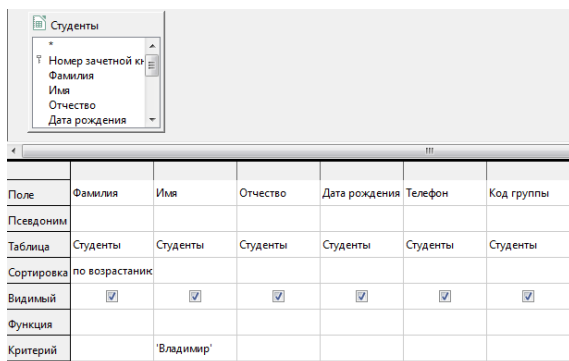 Студенты
*
Номер зачетной кн
Фамилия
Имя
Отчество
Дата рождения
Поле Фамилия Имя Отчество Дата рождения Телефон Код группы
Псевдоним
Таблица Студенты Студенты Студенты Студенты Студенты Студенты
Сортировка по возрастанию
Видимый
Функция
Критерий 'Владимир'